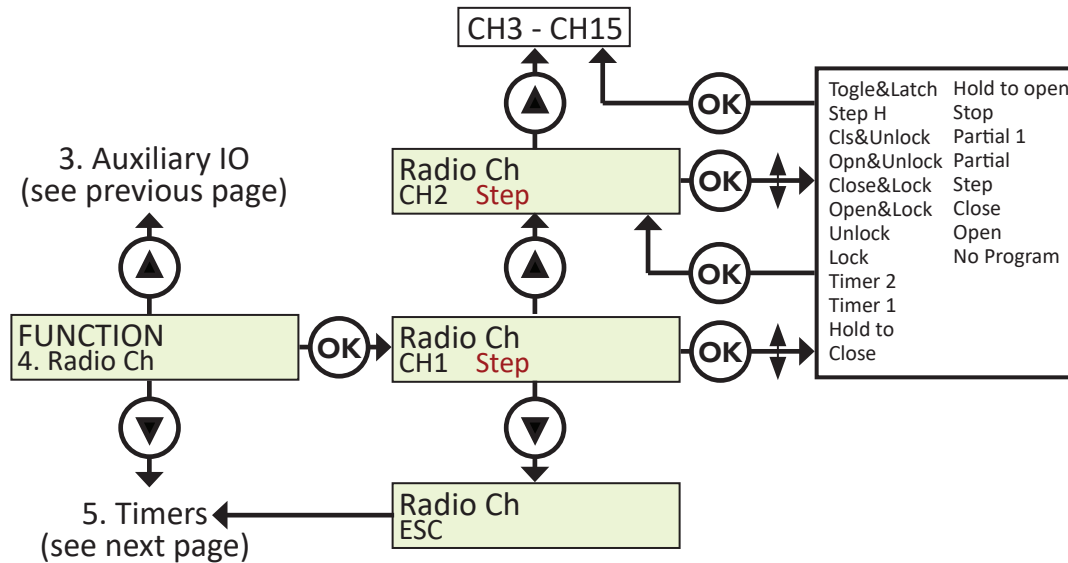 CH3 - CH15
OK
Togle&Latch
Step H
Cls&Unlock
Opn&Unlock
Close&Lock
Open&Lock
Unlock
Lock
Timer 2
Timer 1
Hold to
Close
Hold to open
Stop
Partial 1
Partial
Step
Close
Open
No Program
3. Auxiliary IO
(see previous page)
Radio Ch
CH2 Step
OK
OK
FUNCTION
4. Radio Ch
OK
Radio Ch
CH1 Step
OK
5. Timers
(see next page)
Radio Ch
ESC